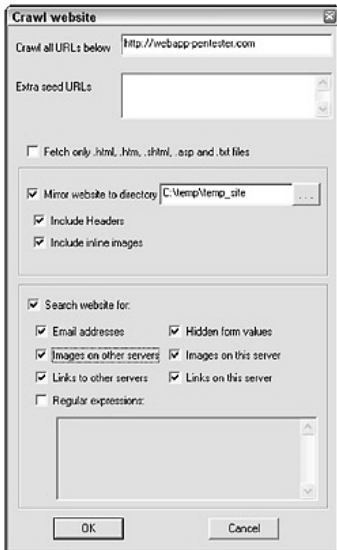 Crawl website
Crawl all URLs below http://webapp-pentester.com
Extra seed URLs
Fetch only .html, .htm, .shtml, .asp and .txt files
Mirror website to directory C:\temp\temp_site ...
Include Headers
Include inline images
Search website for:
Email addresses Hidden form values
Images on other servers Images on this server
Links to other servers Links on this server
Regular expressions:
OK Cancel